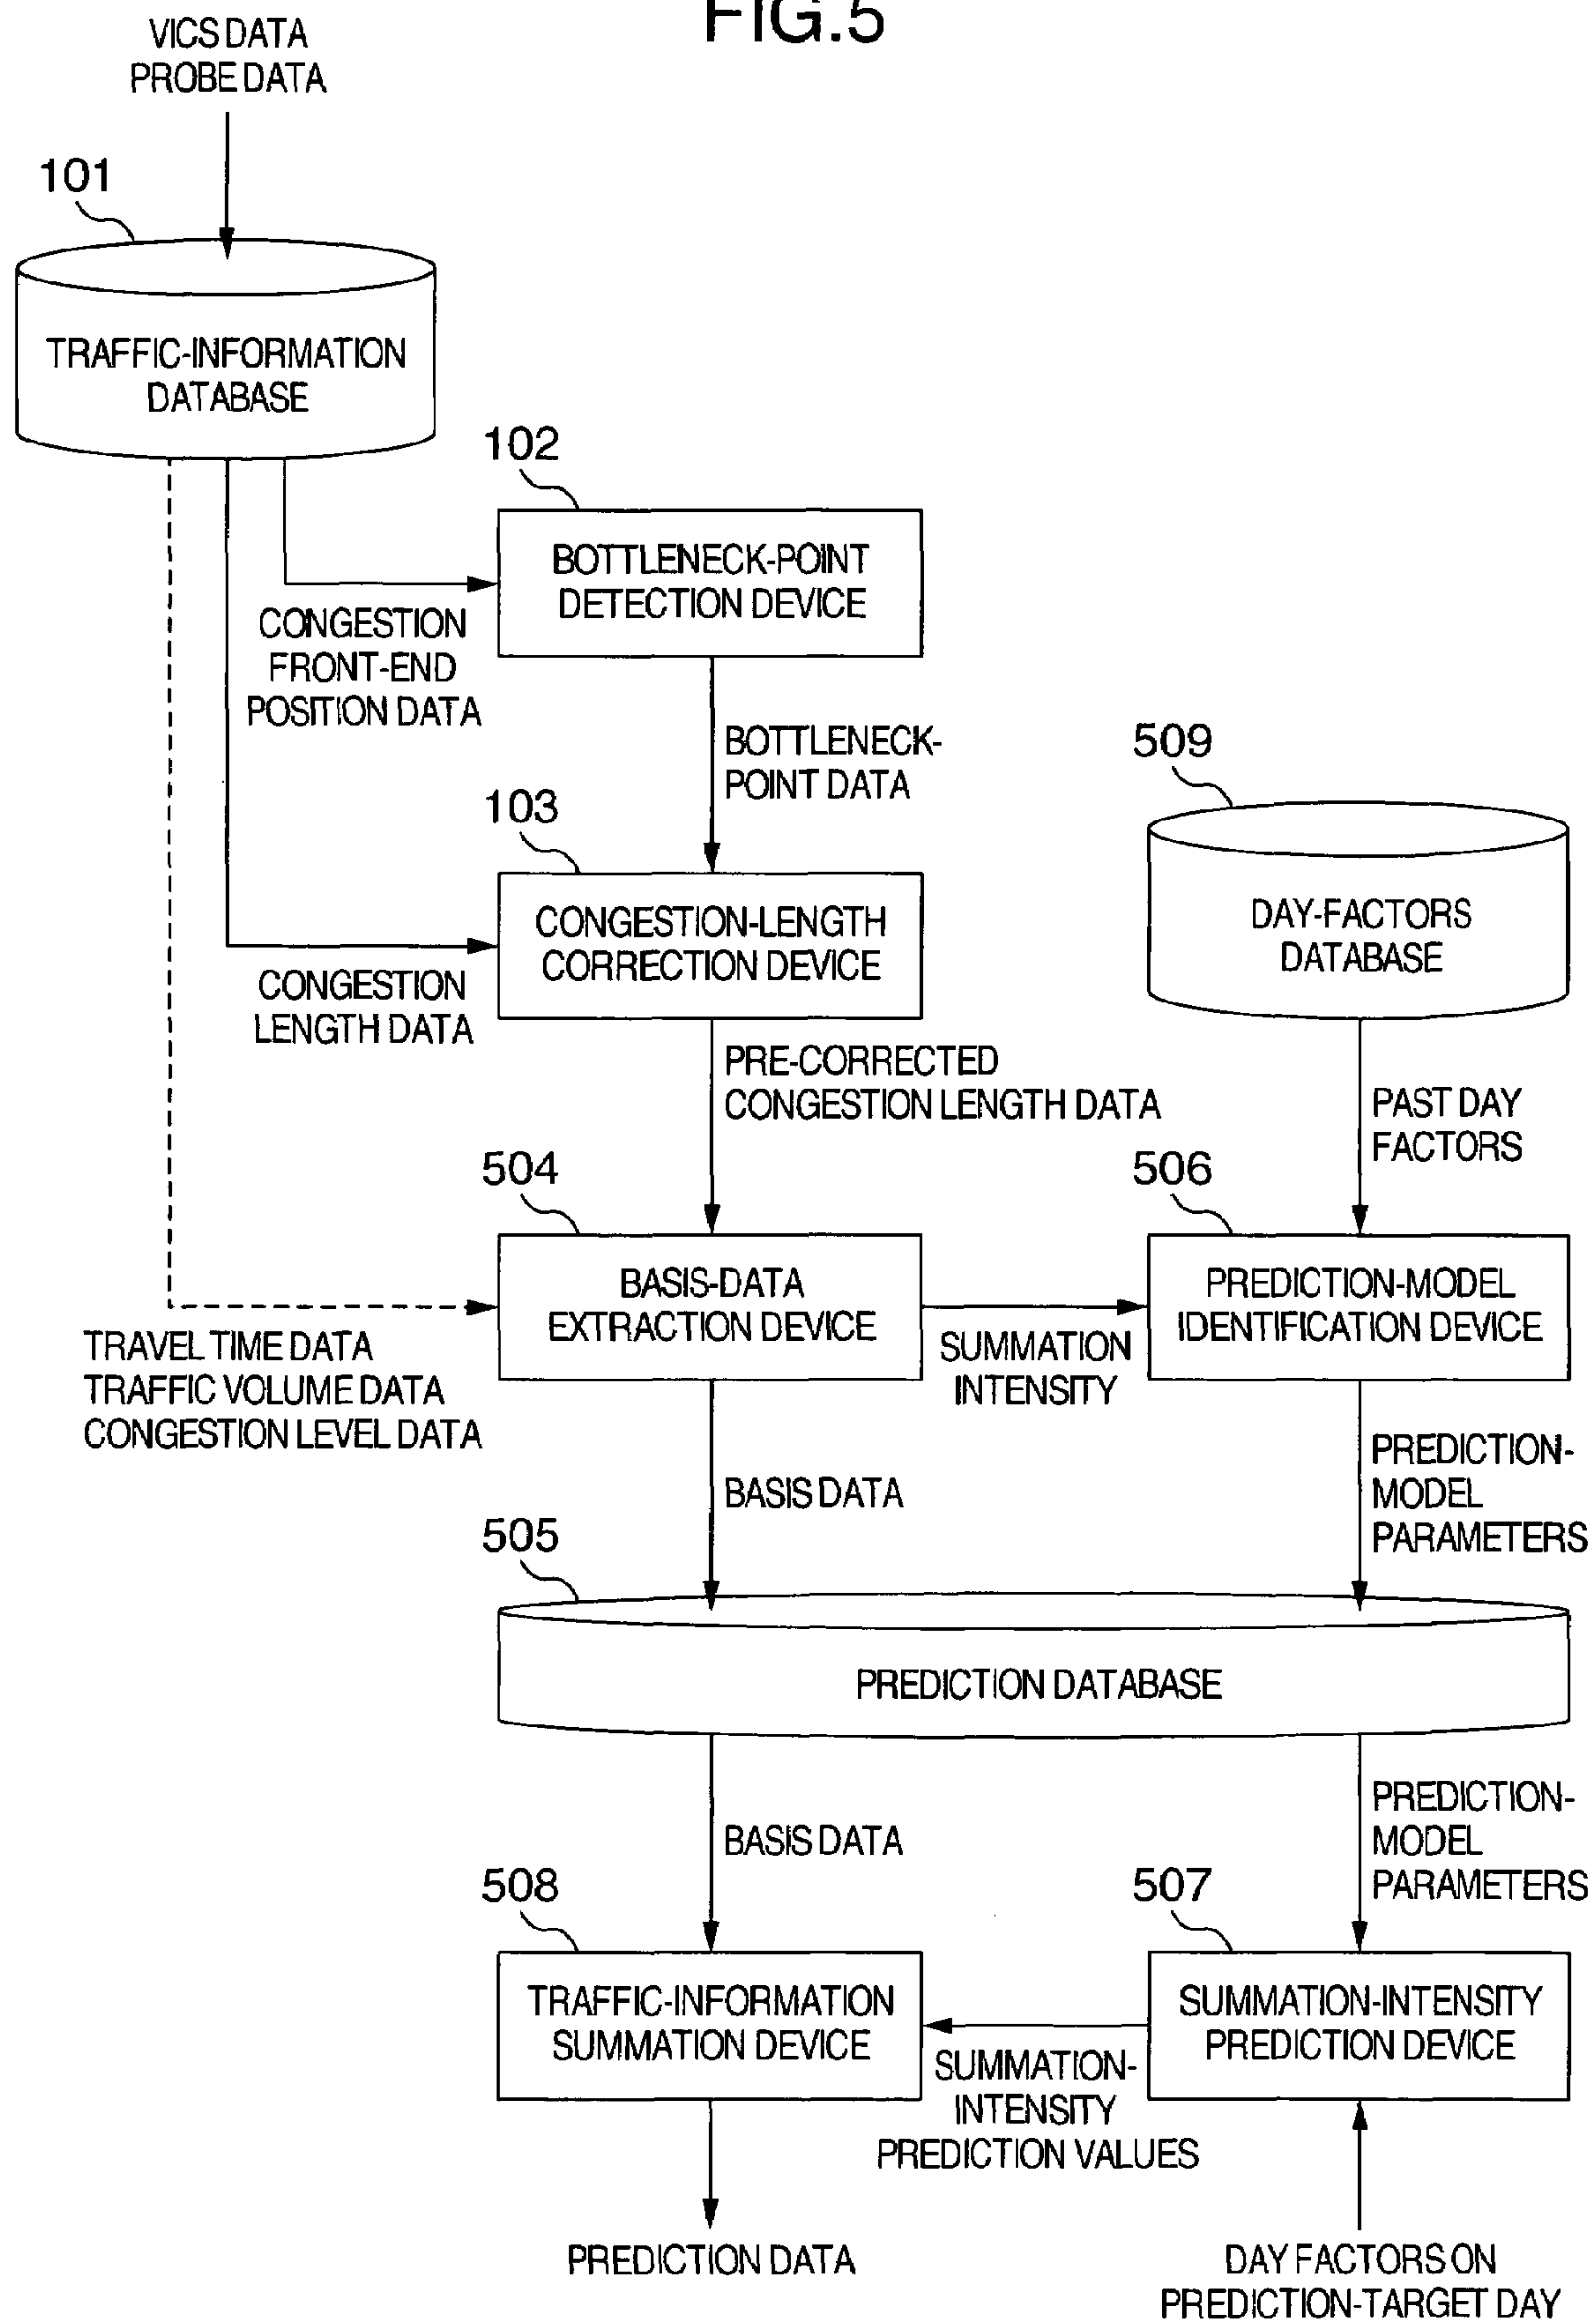 FIG.5
VICS DATA
PROBE DATA
101
TRAFFIC-INFORMATION
DATABASE
102
BOTTLENECK-POINT
DETECTION DEVICE
CONGESTION
FRONT-END
POSITION DATA
BOTTLENECK-
POINT DATA
509
103
CONGESTION-LENGTH
CORRECTION DEVICE
DAY-FACTORS
DATABASE
CONGESTION
LENGTH DATA
PRE-CORRECTED
CONGESTION LENGTH DATA
PAST DAY
FACTORS
504
506
BASIS-DATA
EXTRACTION DEVICE
PREDICTION-MODEL
IDENTIFICATION DEVICE
TRAVEL TIME DATA
TRAFFIC VOLUME DATA
CONGESTION LEVEL DATA
SUMMATION
INTENSITY
BASIS DATA
PREDICTION-
MODEL
PARAMETERS
505
PREDICTION DATABASE
BASIS DATA
PREDICTION-
MODEL
PARAMETERS
508
507
TRAFFIC-INFORMATION
SUMMATION DEVICE
SUMMATION-INTENSITY
PREDICTION DEVICE
SUMMATION-
INTENSITY
PREDICTION VALUES
PREDICTION DATA
DAY FACTORS ON
PREDICTION-TARGET DAY